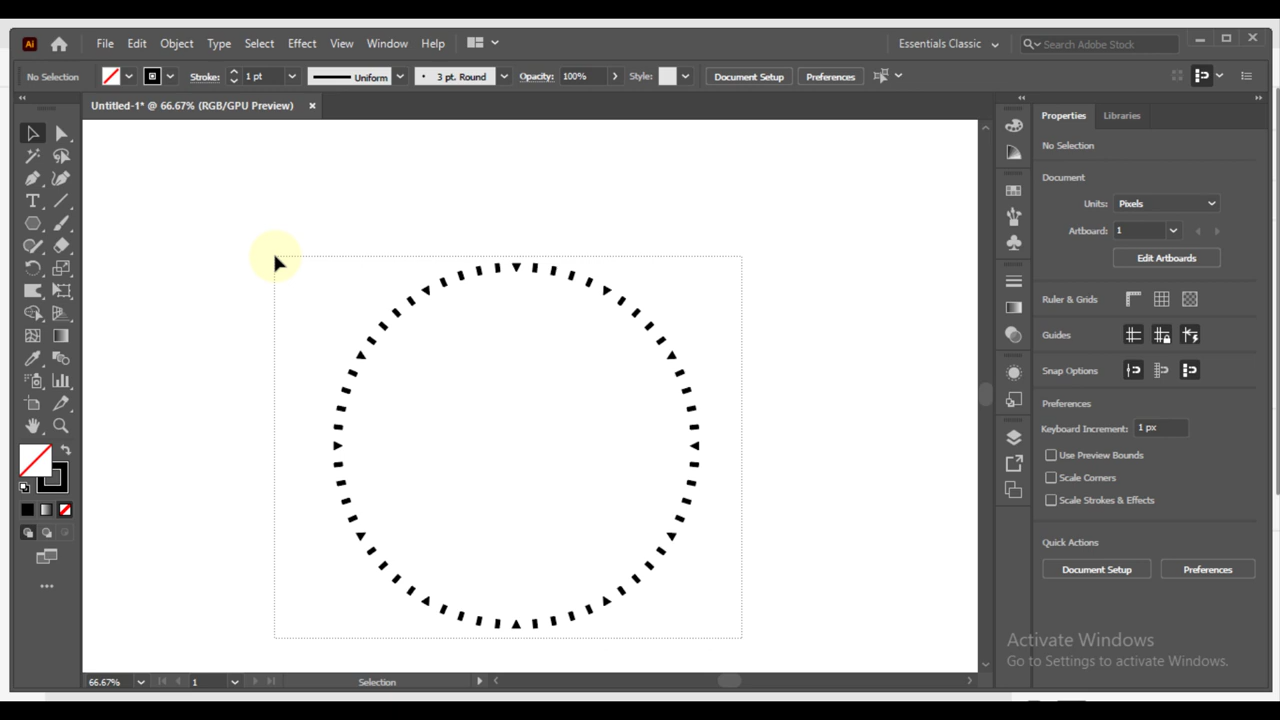 Ai File Edit Object Type Select Effect View Window Help Essentials Classic Search Adobe Stock
No Selection Stroke: 1 pt Uniform 3 pt. Round Opacity: 100% Style: Document Setup Preferences
Untitled-1* @ 66.67% (RGB/GPU Preview)
Properties Libraries
No Selection
Document
Units: Pixels
Artboard: 1
Edit Artboards
Ruler & Grids
Guides
Snap Options
Preferences
Keyboard Increment: 1 px
Use Preview Bounds
Scale Corners
Scale Strokes & Effects
Quick Actions
Document Setup Preferences
Activate Windows
Go to Settings to activate Windows.
66.67% 1 Selection